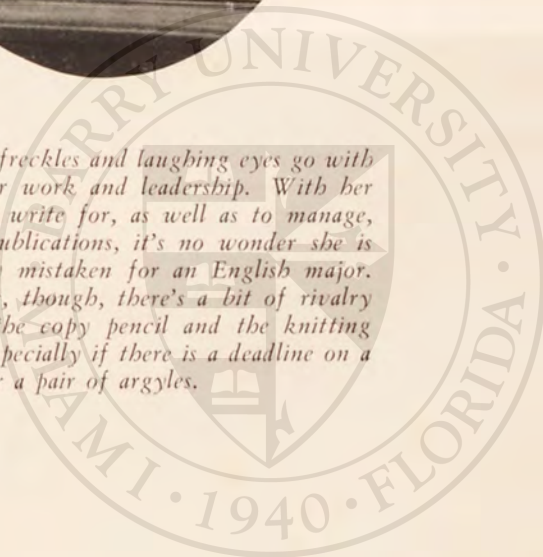 freckles and laughing eyes go with
r work and leadership. With her
write for, as well as to manage,
ublications, it's no wonder she is
mistaken for an English major.
, though, there's a bit of rivalry
he copy pencil and the knitting
pecially if there is a deadline on a
r a pair of argyles.
BARRY UNIVERSITY
MIAMI · 1940 · FLORIDA